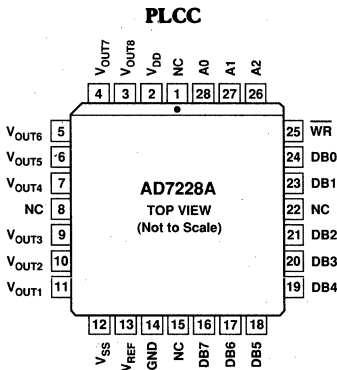 PLCC
VOUT7 VOUT8 VDD NC A0 A1 A2
4 3 2 1 28 27 26
VOUT6 5
VOUT5 6
VOUT4 7
NC 8
VOUT3 9
VOUT2 10
VOUT1 11
AD7228A
TOP VIEW
(Not to Scale)
25 WR
24 DB0
23 DB1
22 NC
21 DB2
20 DB3
19 DB4
12 13 14 15 16 17 18
VSS VREF GND NC DB7 DB6 DB5